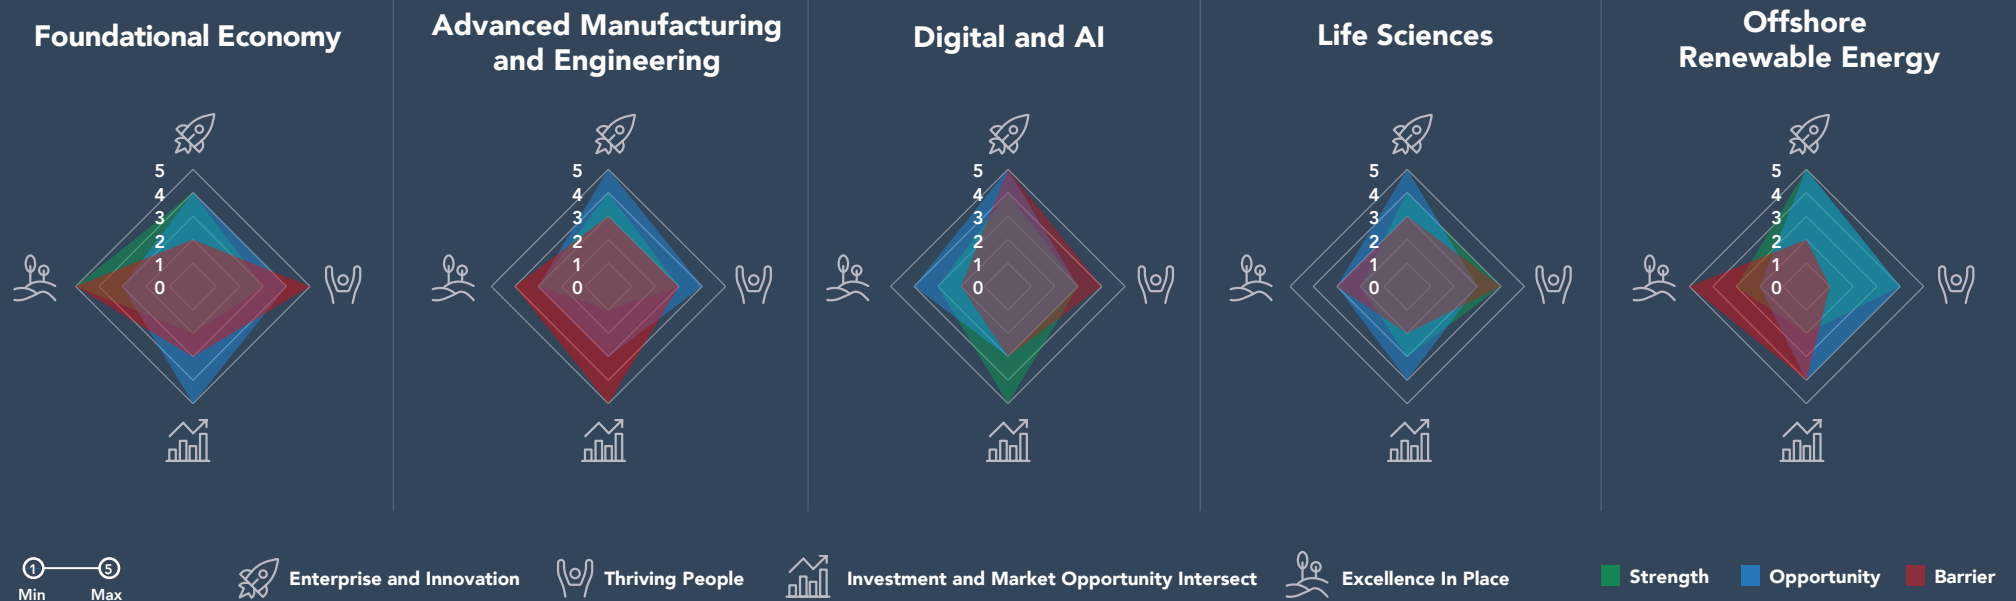 Foundational Economy
Advanced Manufacturing
and Engineering
Digital and AI
Life Sciences
Offshore
Renewable Energy
5
4
3
2
1
0
5
4
3
2
1
0
5
4
3
2
1
0
5
4
3
2
1
0
5
4
3
2
1
0
1 5
Min Max
Enterprise and Innovation
Thriving People
Investment and Market Opportunity Intersect
Excellence In Place
Strength
Opportunity
Barrier